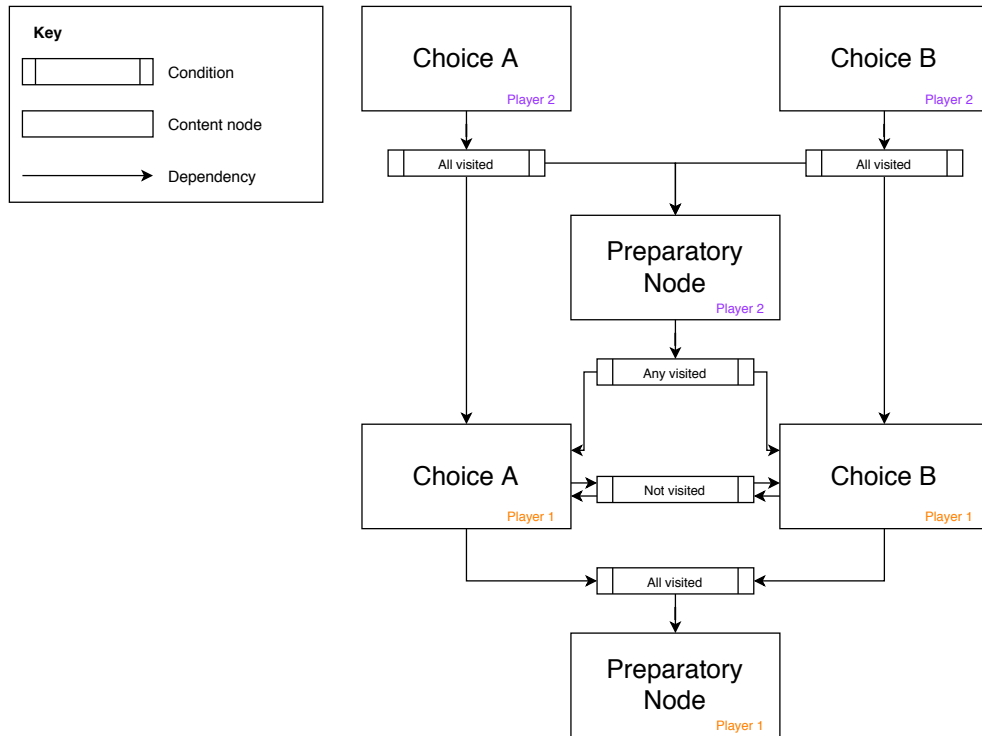 Key
Condition
Content node
Dependency
Choice A
Player 2
Choice B
Player 2
All visited
All visited
Preparatory
Node
Player 2
Any visited
Choice A
Player 1
Not visited
Choice B
Player 1
All visited
Preparatory
Node
Player 1